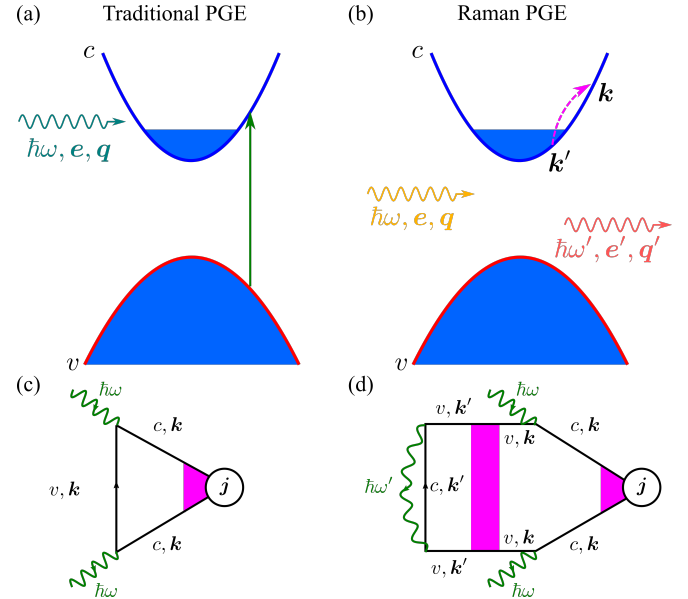 (a) Traditional PGE
(b) Raman PGE
c
ħω, e, q
v
c
k
k′
ħω, e, q
ħω′, e′, q′
v
(c)
ħω
c, k
v, k
j
c, k
ħω
(d)
ħω
v, k′
v, k
c, k
ħω′
c, k′
j
v, k
v, k′
c, k
ħω